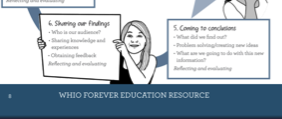 Reflecting and evaluating
6. Sharing our findings
- Who is our audience?
- Sharing knowledge and
experiences
- Obtaining feedback
Reflecting and evaluating
5. Coming to conclusions
- What did we find out?
- Problem solving/creating new ideas
- What are we going to do with this new
information?
Reflecting and evaluating
8 WHIO FOREVER EDUCATION RESOURCE